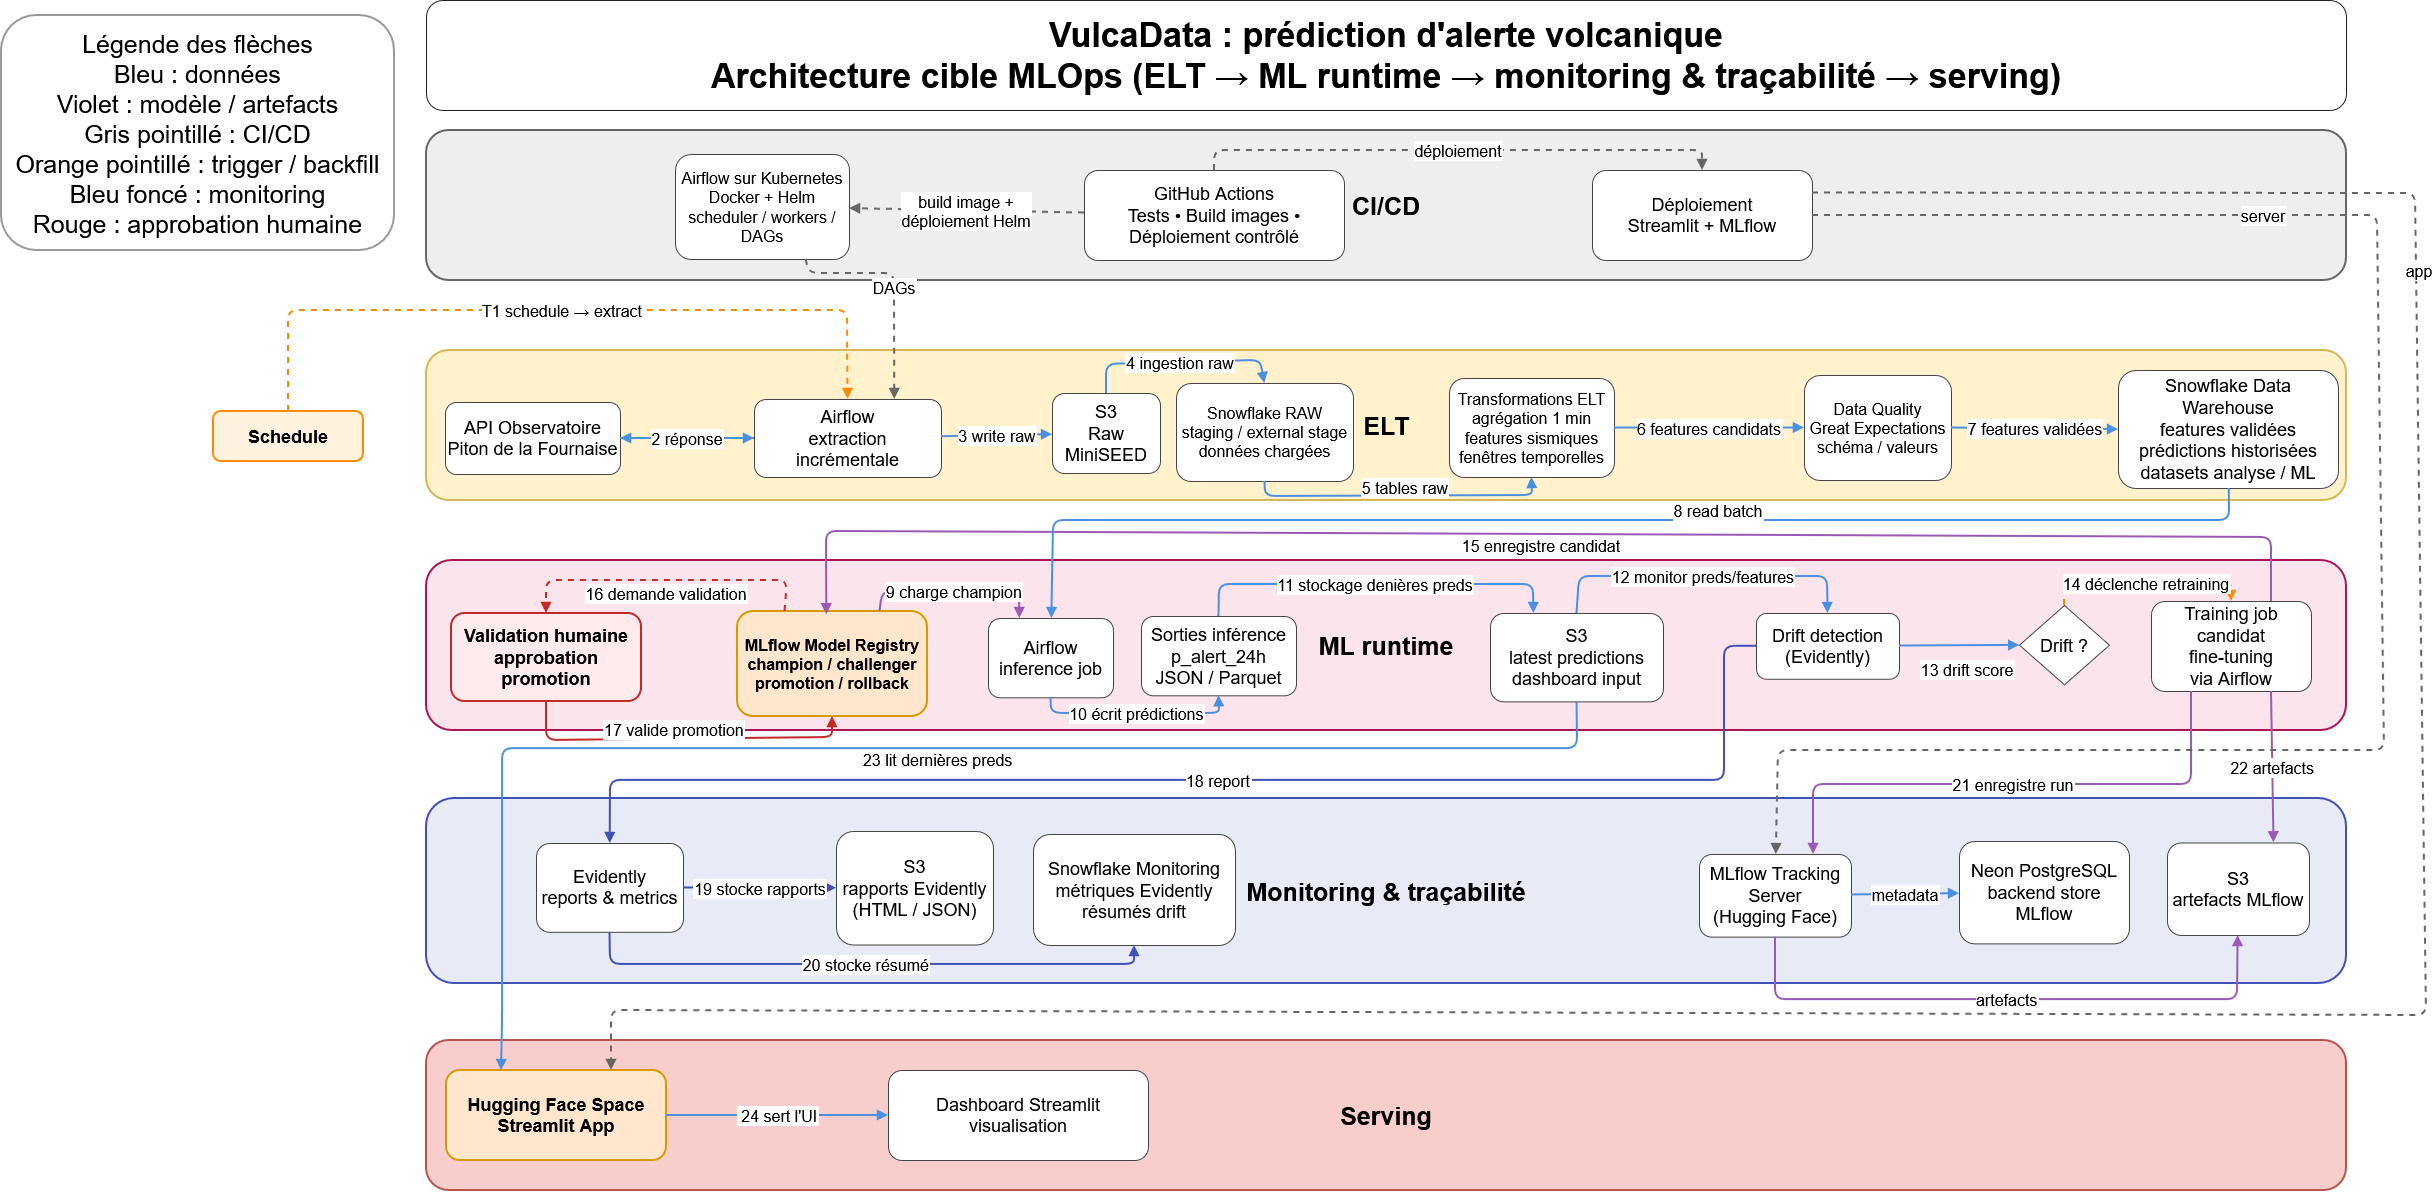 Légende des flèches
Bleu : données
Violet : modèle / artefacts
Gris pointillé : CI/CD
Orange pointillé : trigger / backfill
Bleu foncé : monitoring
Rouge : approbation humaine
VulcaData : prédiction d'alerte volcanique
Architecture cible MLOps (ELT → ML runtime → monitoring & traçabilité → serving)
déploiement
Airflow sur Kubernetes
Docker + Helm
scheduler / workers /
DAGs
build image +
déploiement Helm
GitHub Actions
Tests • Build images •
Déploiement contrôlé
CI/CD
Déploiement
Streamlit + MLflow
server
app
DAGs
T1 schedule → extract
Schedule
API Observatoire
Piton de la Fournaise
2 réponse
Airflow
extraction
incrémentale
3 write raw
S3
Raw
MiniSEED
4 ingestion raw
Snowflake RAW
staging / external stage
données chargées
ELT
5 tables raw
Transformations ELT
agrégation 1 min
features sismiques
fenêtres temporelles
6 features candidats
Data Quality
Great Expectations
schéma / valeurs
7 features validées
Snowflake Data
Warehouse
features validées
prédictions historisées
datasets analyse / ML
8 read batch
15 enregistre candidat
16 demande validation
Validation humaine
approbation
promotion
17 valide promotion
MLflow Model Registry
champion / challenger
promotion / rollback
9 charge champion
Airflow
inference job
10 écrit prédictions
Sorties inférence
p_alert_24h
JSON / Parquet
11 stockage denières preds
ML runtime
S3
latest predictions
dashboard input
12 monitor preds/features
Drift detection
(Evidently)
13 drift score
Drift ?
14 déclenche retraining
Training job
candidat
fine-tuning
via Airflow
23 lit dernières preds
18 report
21 enregistre run
22 artefacts
Evidently
reports & metrics
19 stocke rapports
S3
rapports Evidently
(HTML / JSON)
20 stocke résumé
Snowflake Monitoring
métriques Evidently
résumés drift
Monitoring & traçabilité
MLflow Tracking
Server
(Hugging Face)
metadata
Neon PostgreSQL
backend store
MLflow
S3
artefacts MLflow
artefacts
Hugging Face Space
Streamlit App
24 sert l'UI
Dashboard Streamlit
visualisation
Serving